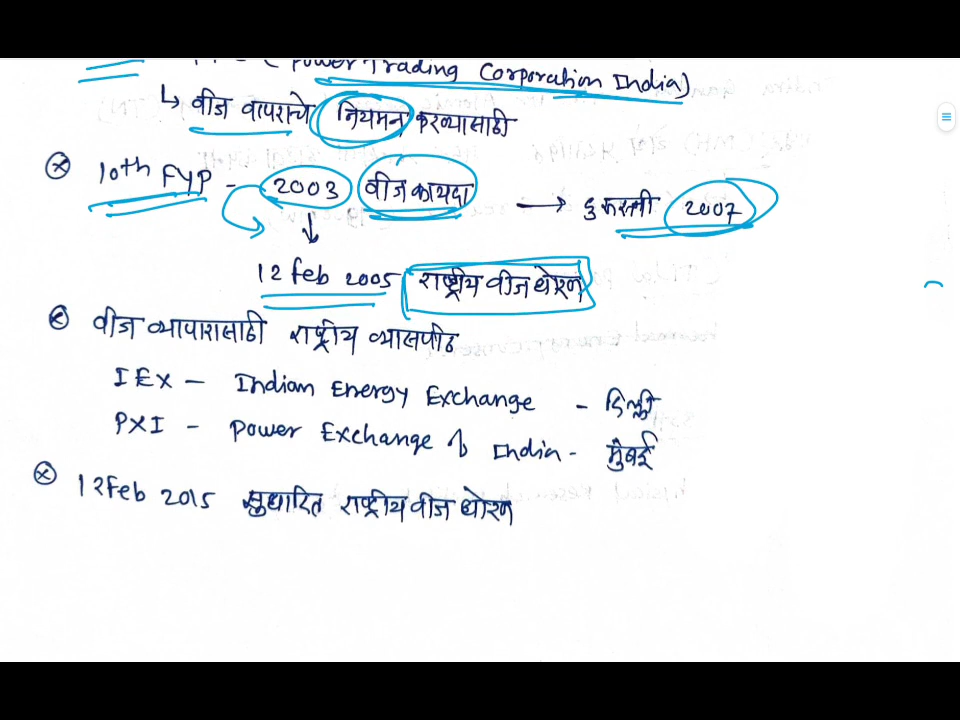 (Power Trading Corporation India)
↳ वीज वापराचे नियमन करण्यासाठी
10th FYP - 2003 वीज कायदा → दुरुस्ती 2007
↓
12 Feb 2005 राष्ट्रीय वीज धोरण
वीज व्यापारासाठी राष्ट्रीय व्यासपीठ
IEX - Indian Energy Exchange - दिल्ली
PXI - Power Exchange of India - मुंबई
12 Feb 2015 सुधारित राष्ट्रीय वीज धोरण